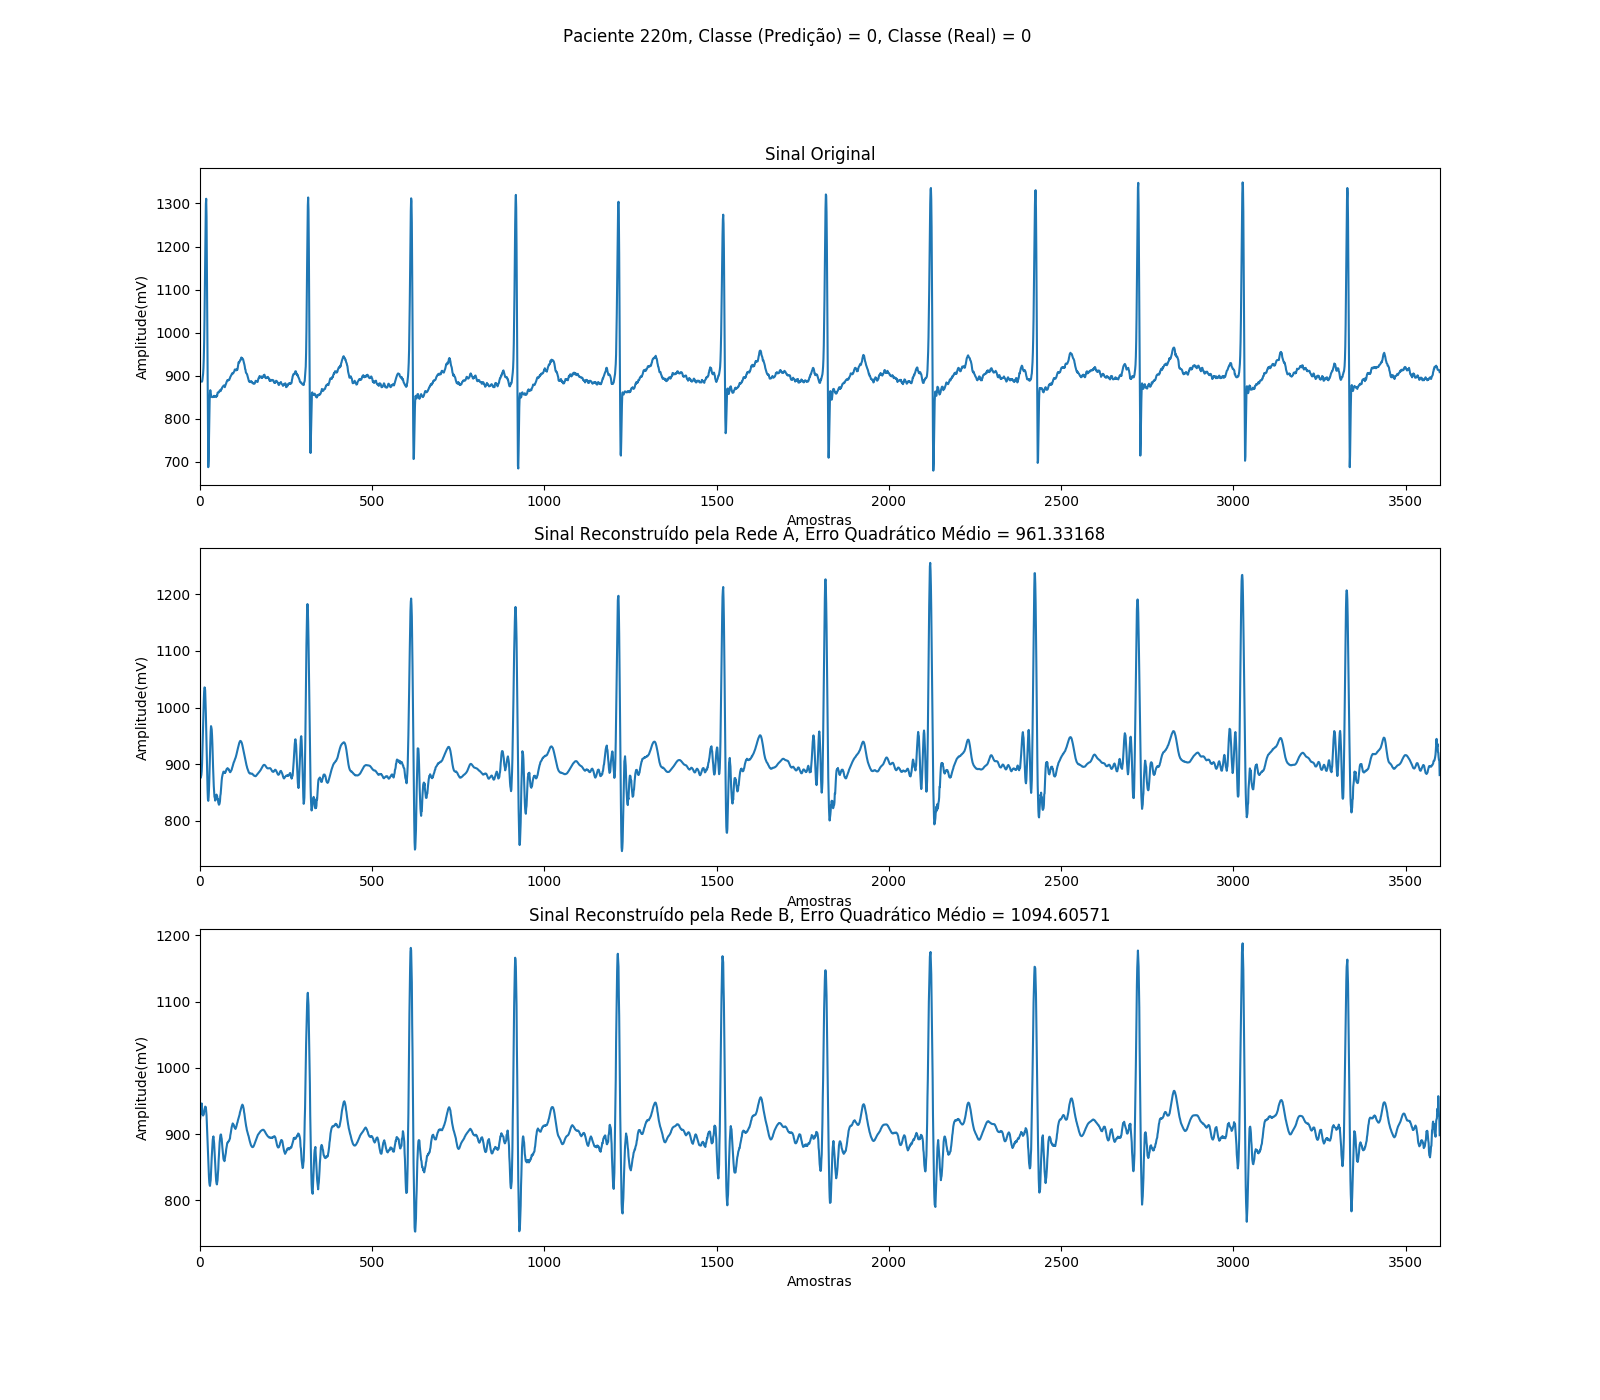 Paciente 220m, Classe (Predição) = 0, Classe (Real) = 0
Sinal Original
Amplitude(mV)
1300
1200
1100
1000
900
800
700
0 500 1000 1500 2000 2500 3000 3500
Amostras
Sinal Reconstruído pela Rede A, Erro Quadrático Médio = 961.33168
Amplitude(mV)
1200
1100
1000
900
800
0 500 1000 1500 2000 2500 3000 3500
Amostras
Sinal Reconstruído pela Rede B, Erro Quadrático Médio = 1094.60571
Amplitude(mV)
1200
1100
1000
900
800
0 500 1000 1500 2000 2500 3000 3500
Amostras